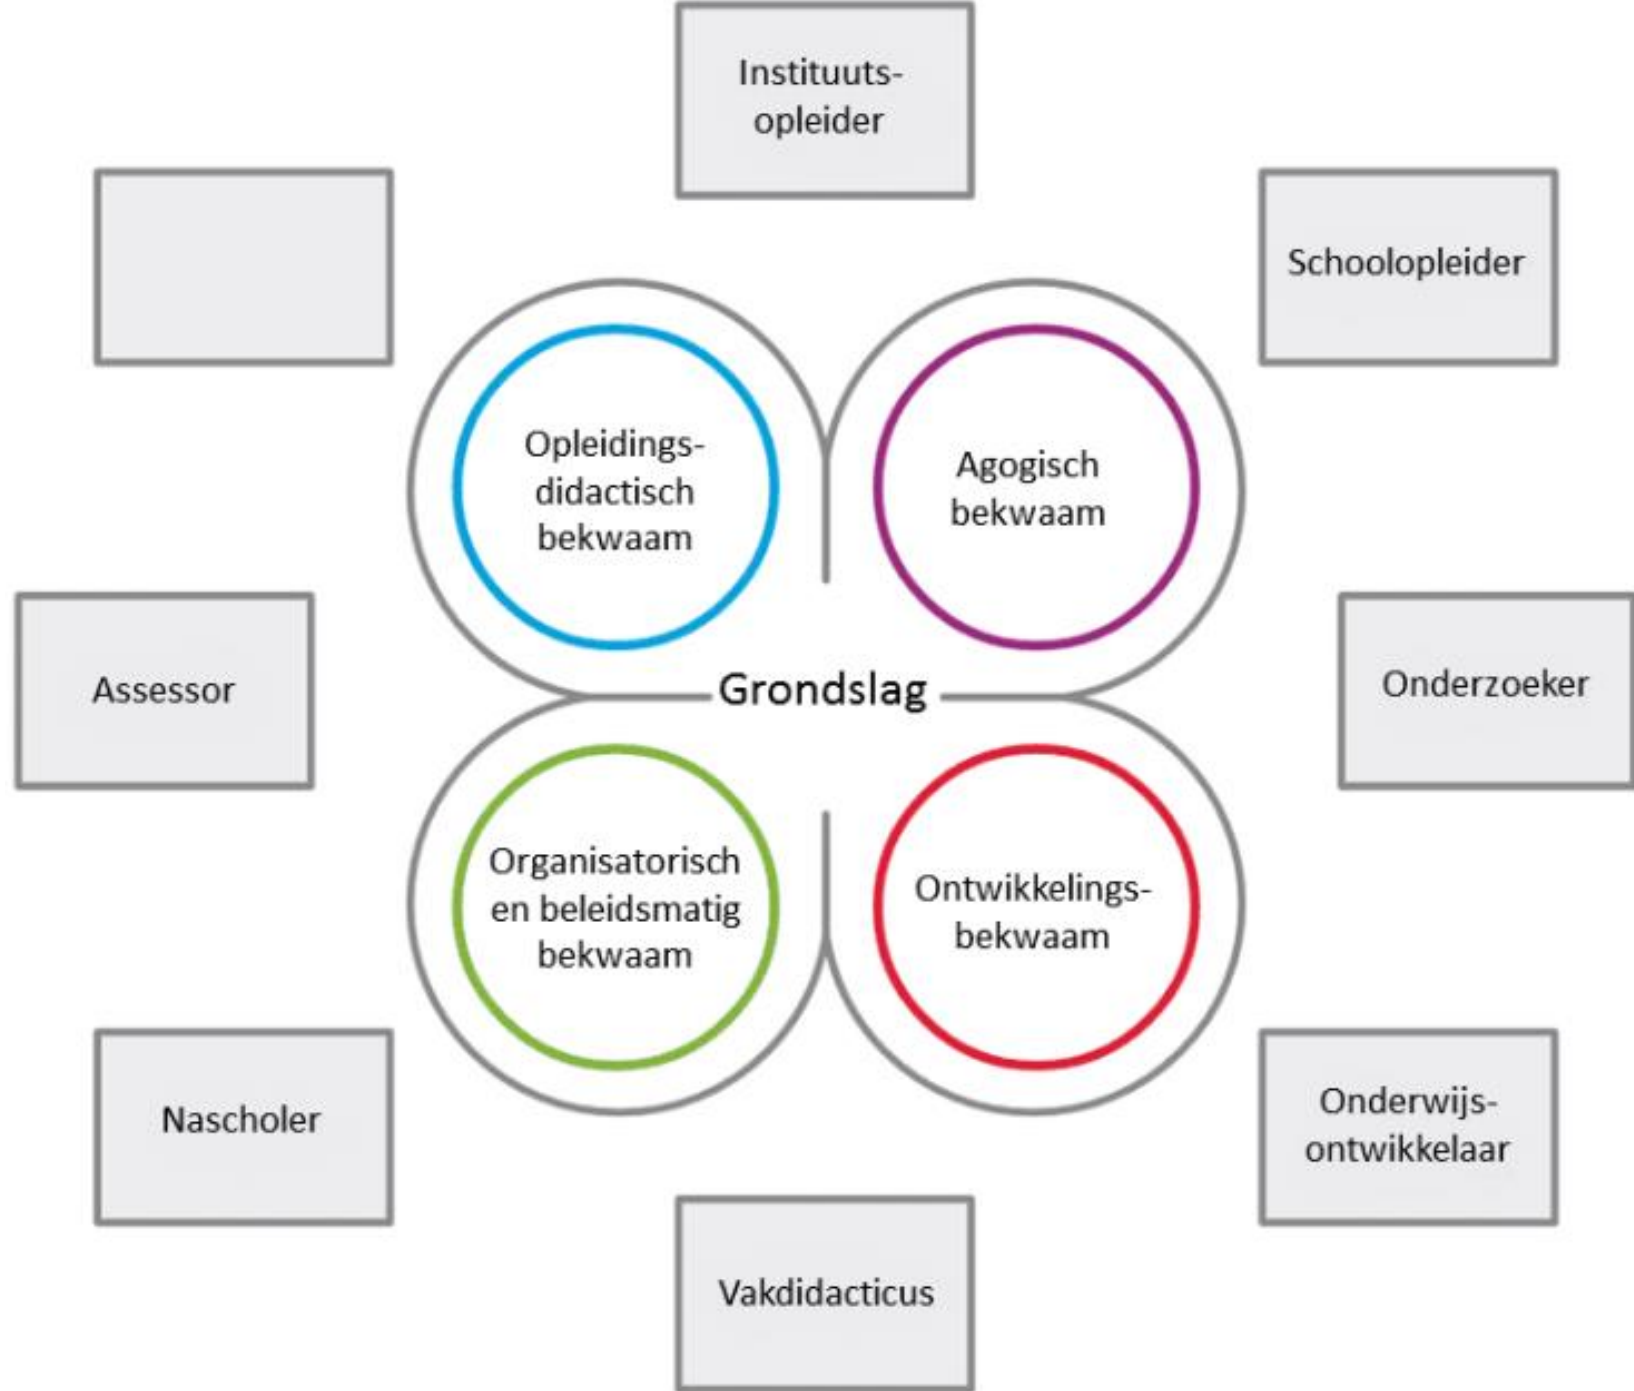 Instituuts-
opleider
Schoolopleider
Opleidings-
didactisch
bekwaam
Agogisch
bekwaam
Assessor
Grondslag
Onderzoeker
Organisatorisch
en beleidsmatig
bekwaam
Ontwikkelings-
bekwaam
Nascholer
Onderwijs-
ontwikkelaar
Vakdidacticus